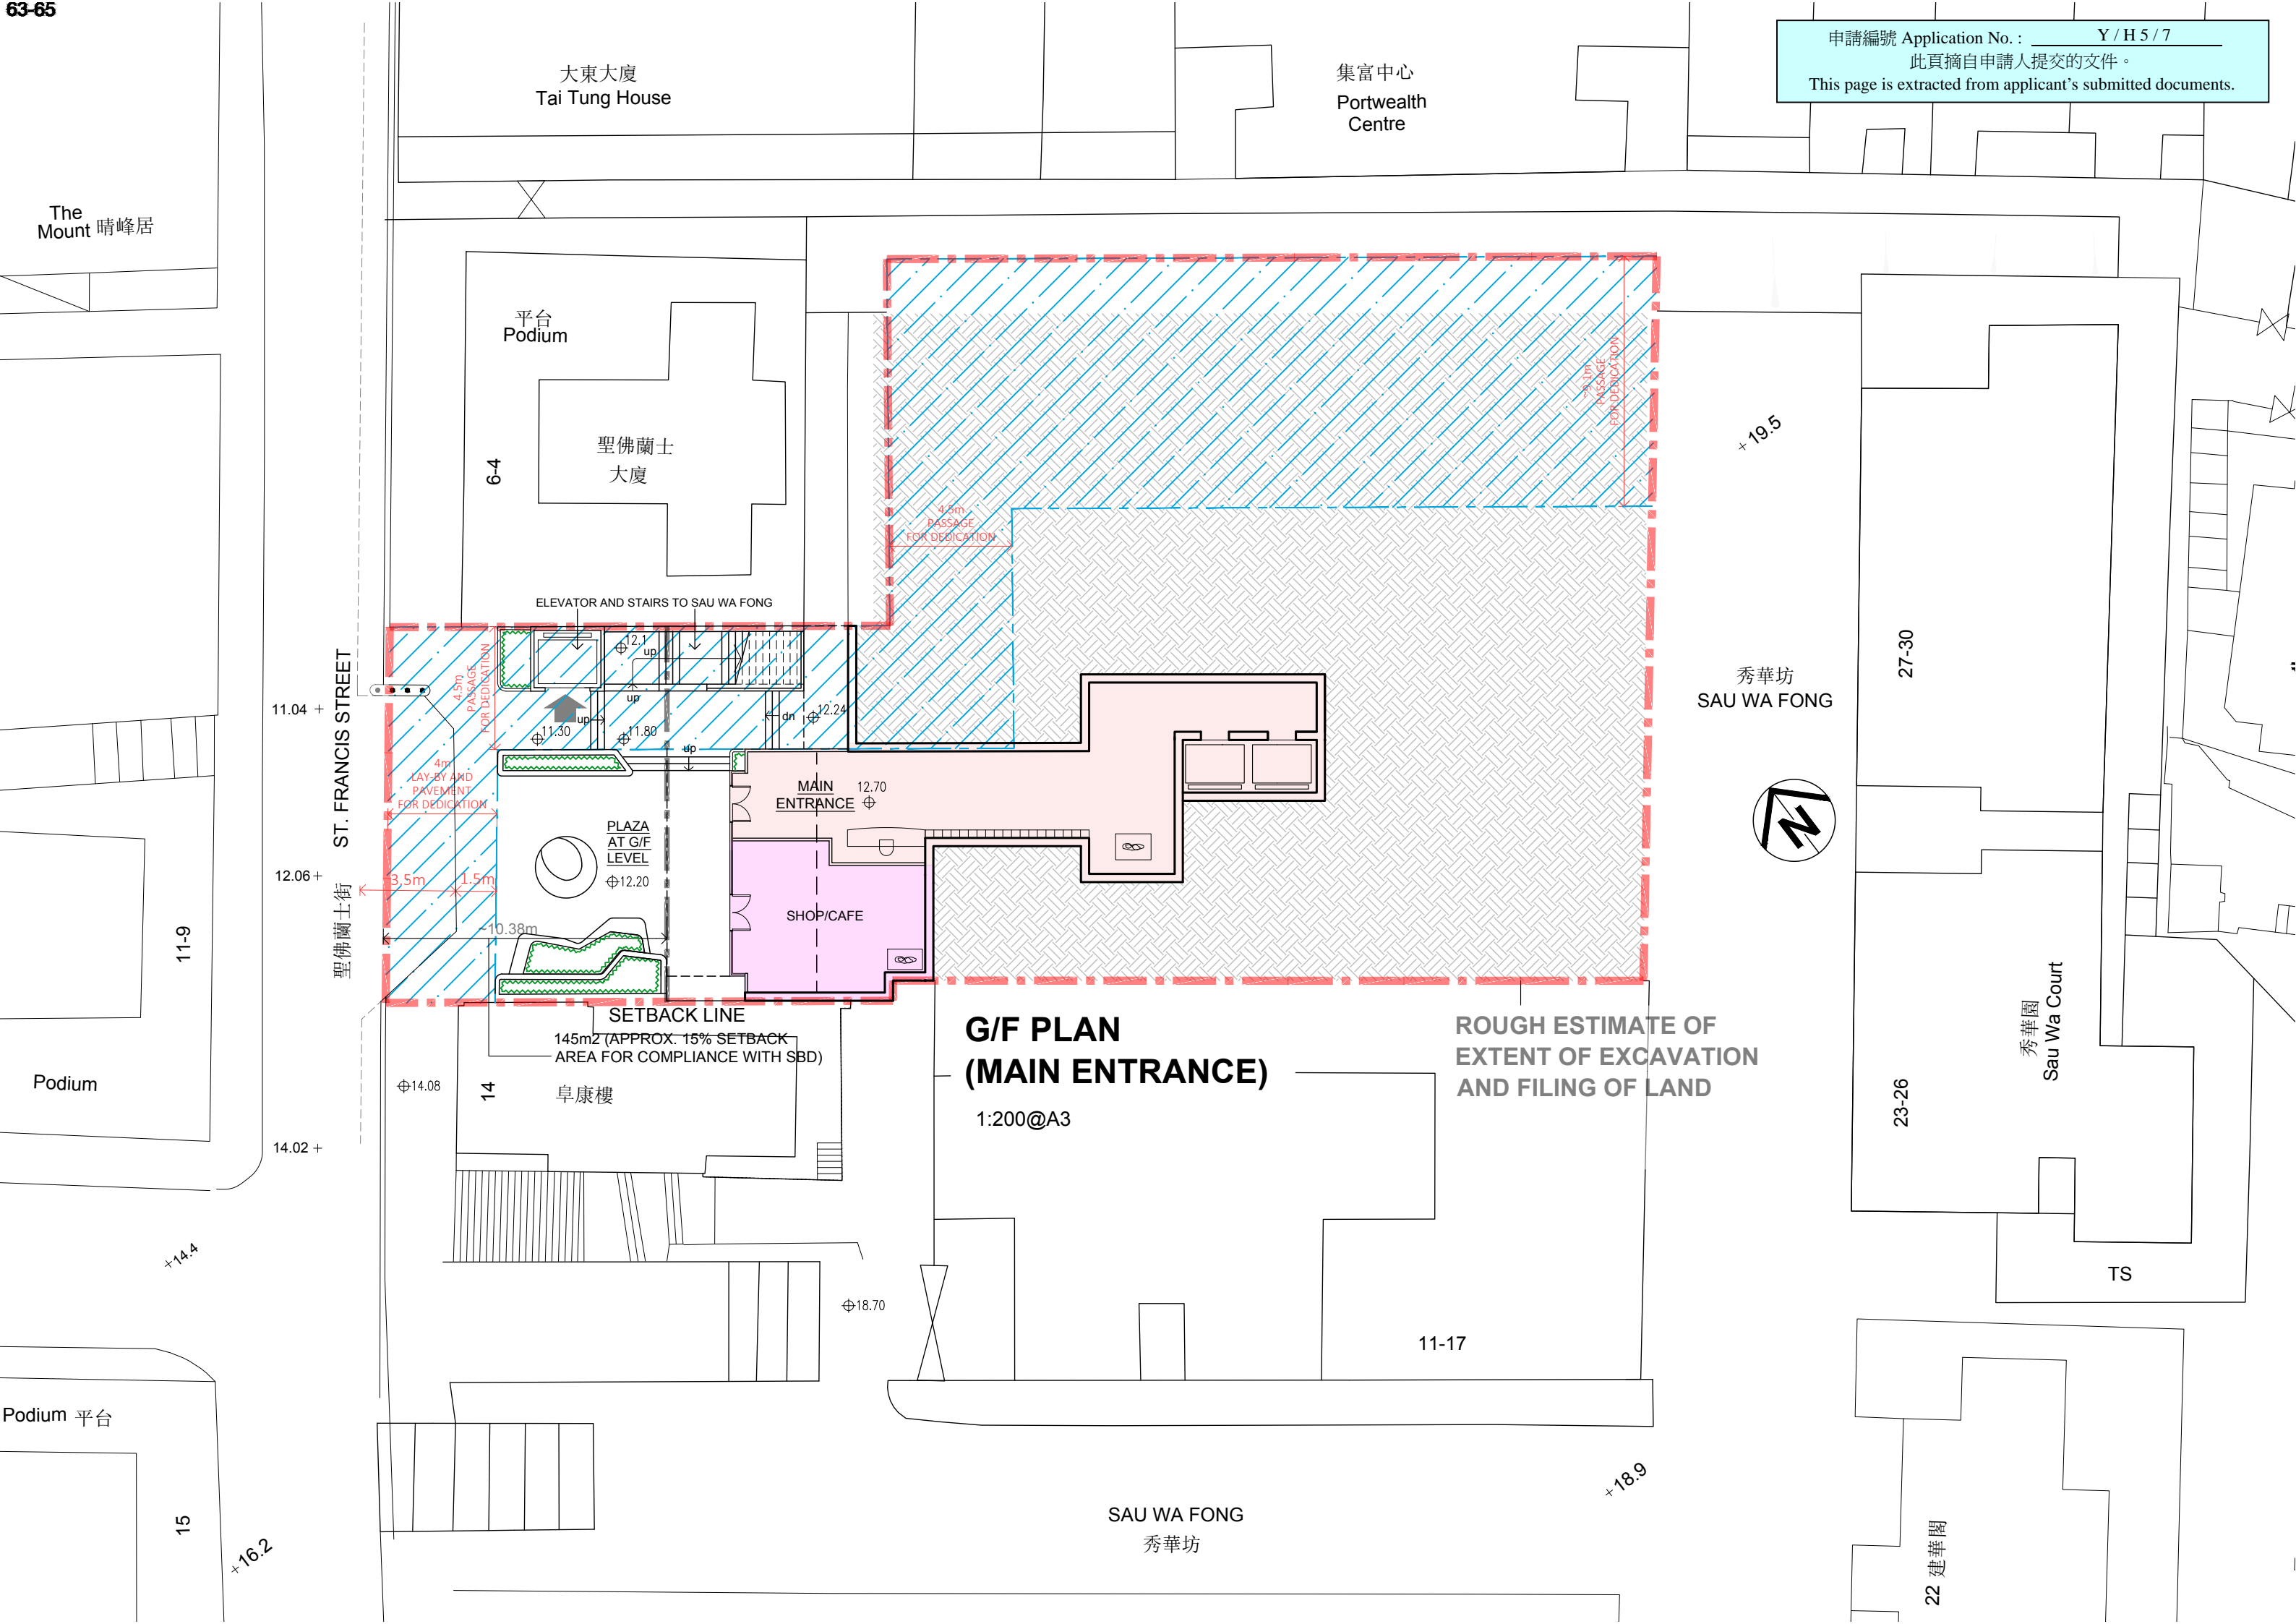 63-65
申請編號 Application No. : Y / H 5 / 7
此頁摘自申請人提交的文件。
This page is extracted from applicant's submitted documents.
大東大廈
Tai Tung House
集富中心
Portwealth
Centre
The
Mount 晴峰居
平台
Podium
聖佛蘭士
大廈
6-4
~9.1m
PASSAGE
FOR DEDICATION
+ 19.5
4.5m
PASSAGE
FOR DEDICATION
ELEVATOR AND STAIRS TO SAU WA FONG
12.1
up
4.5m
PASSAGE
FOR DEDICATION
up
up
dn
12.24
11.30
11.80
up
11.04 +
ST. FRANCIS STREET
聖佛蘭士街
秀華坊
SAU WA FONG
27-30
4m
LAY-BY AND
PAVEMENT
FOR DEDICATION
MAIN
ENTRANCE
12.70
N
PLAZA
AT G/F
LEVEL
12.20
12.06 +
3.5m
1.5m
SHOP/CAFE
~10.38m
11-9
SETBACK LINE
145m2 (APPROX. 15% SETBACK
AREA FOR COMPLIANCE WITH SBD)
G/F PLAN
(MAIN ENTRANCE)
1:200@A3
ROUGH ESTIMATE OF
EXTENT OF EXCAVATION
AND FILING OF LAND
秀華園
Sau Wa Court
Podium
14.08
14
阜康樓
23-26
14.02 +
+14.4
18.70
TS
11-17
Podium 平台
15
+16.2
SAU WA FONG
秀華坊
+18.9
22 建華閣